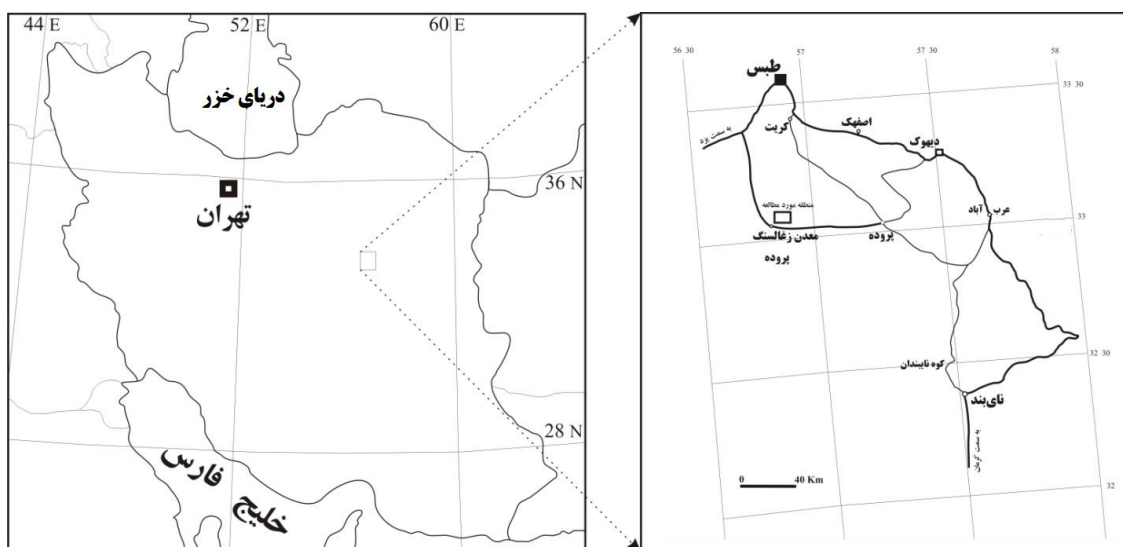 44 E
52 E
60 E
دریای خزر
36 N
تهران
28 N
خلیج فارس
56 30
57
57 30
58
33 30
طبس
کریت
اصفهک
دیهوک
به سمت یزد
عرب آباد
33
منطقه مورد مطالعه
معدن زغالسنگ
پروده
پروده
32 30
کوه نایبندان
نای‌بند
به سمت کرمان
0 40 Km
32